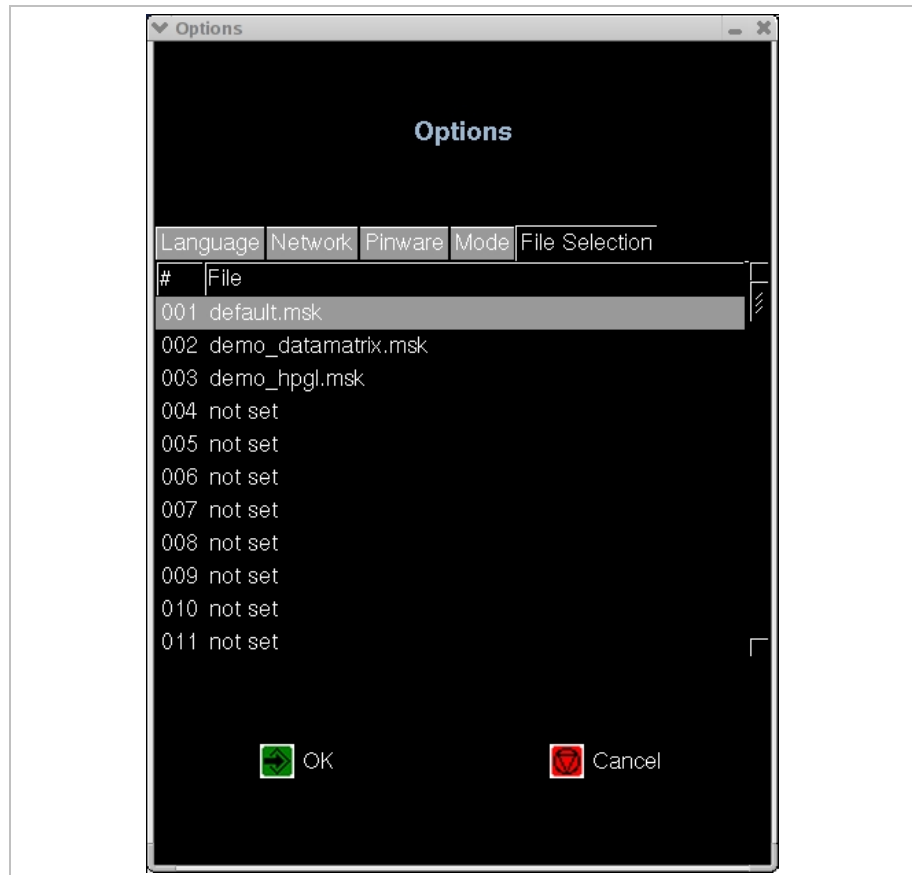 Options
Options
Language Network Pinware Mode File Selection
# File
001 default.msk
002 demo_datamatrix.msk
003 demo_hpgl.msk
004 not set
005 not set
006 not set
007 not set
008 not set
009 not set
010 not set
011 not set
OK Cancel